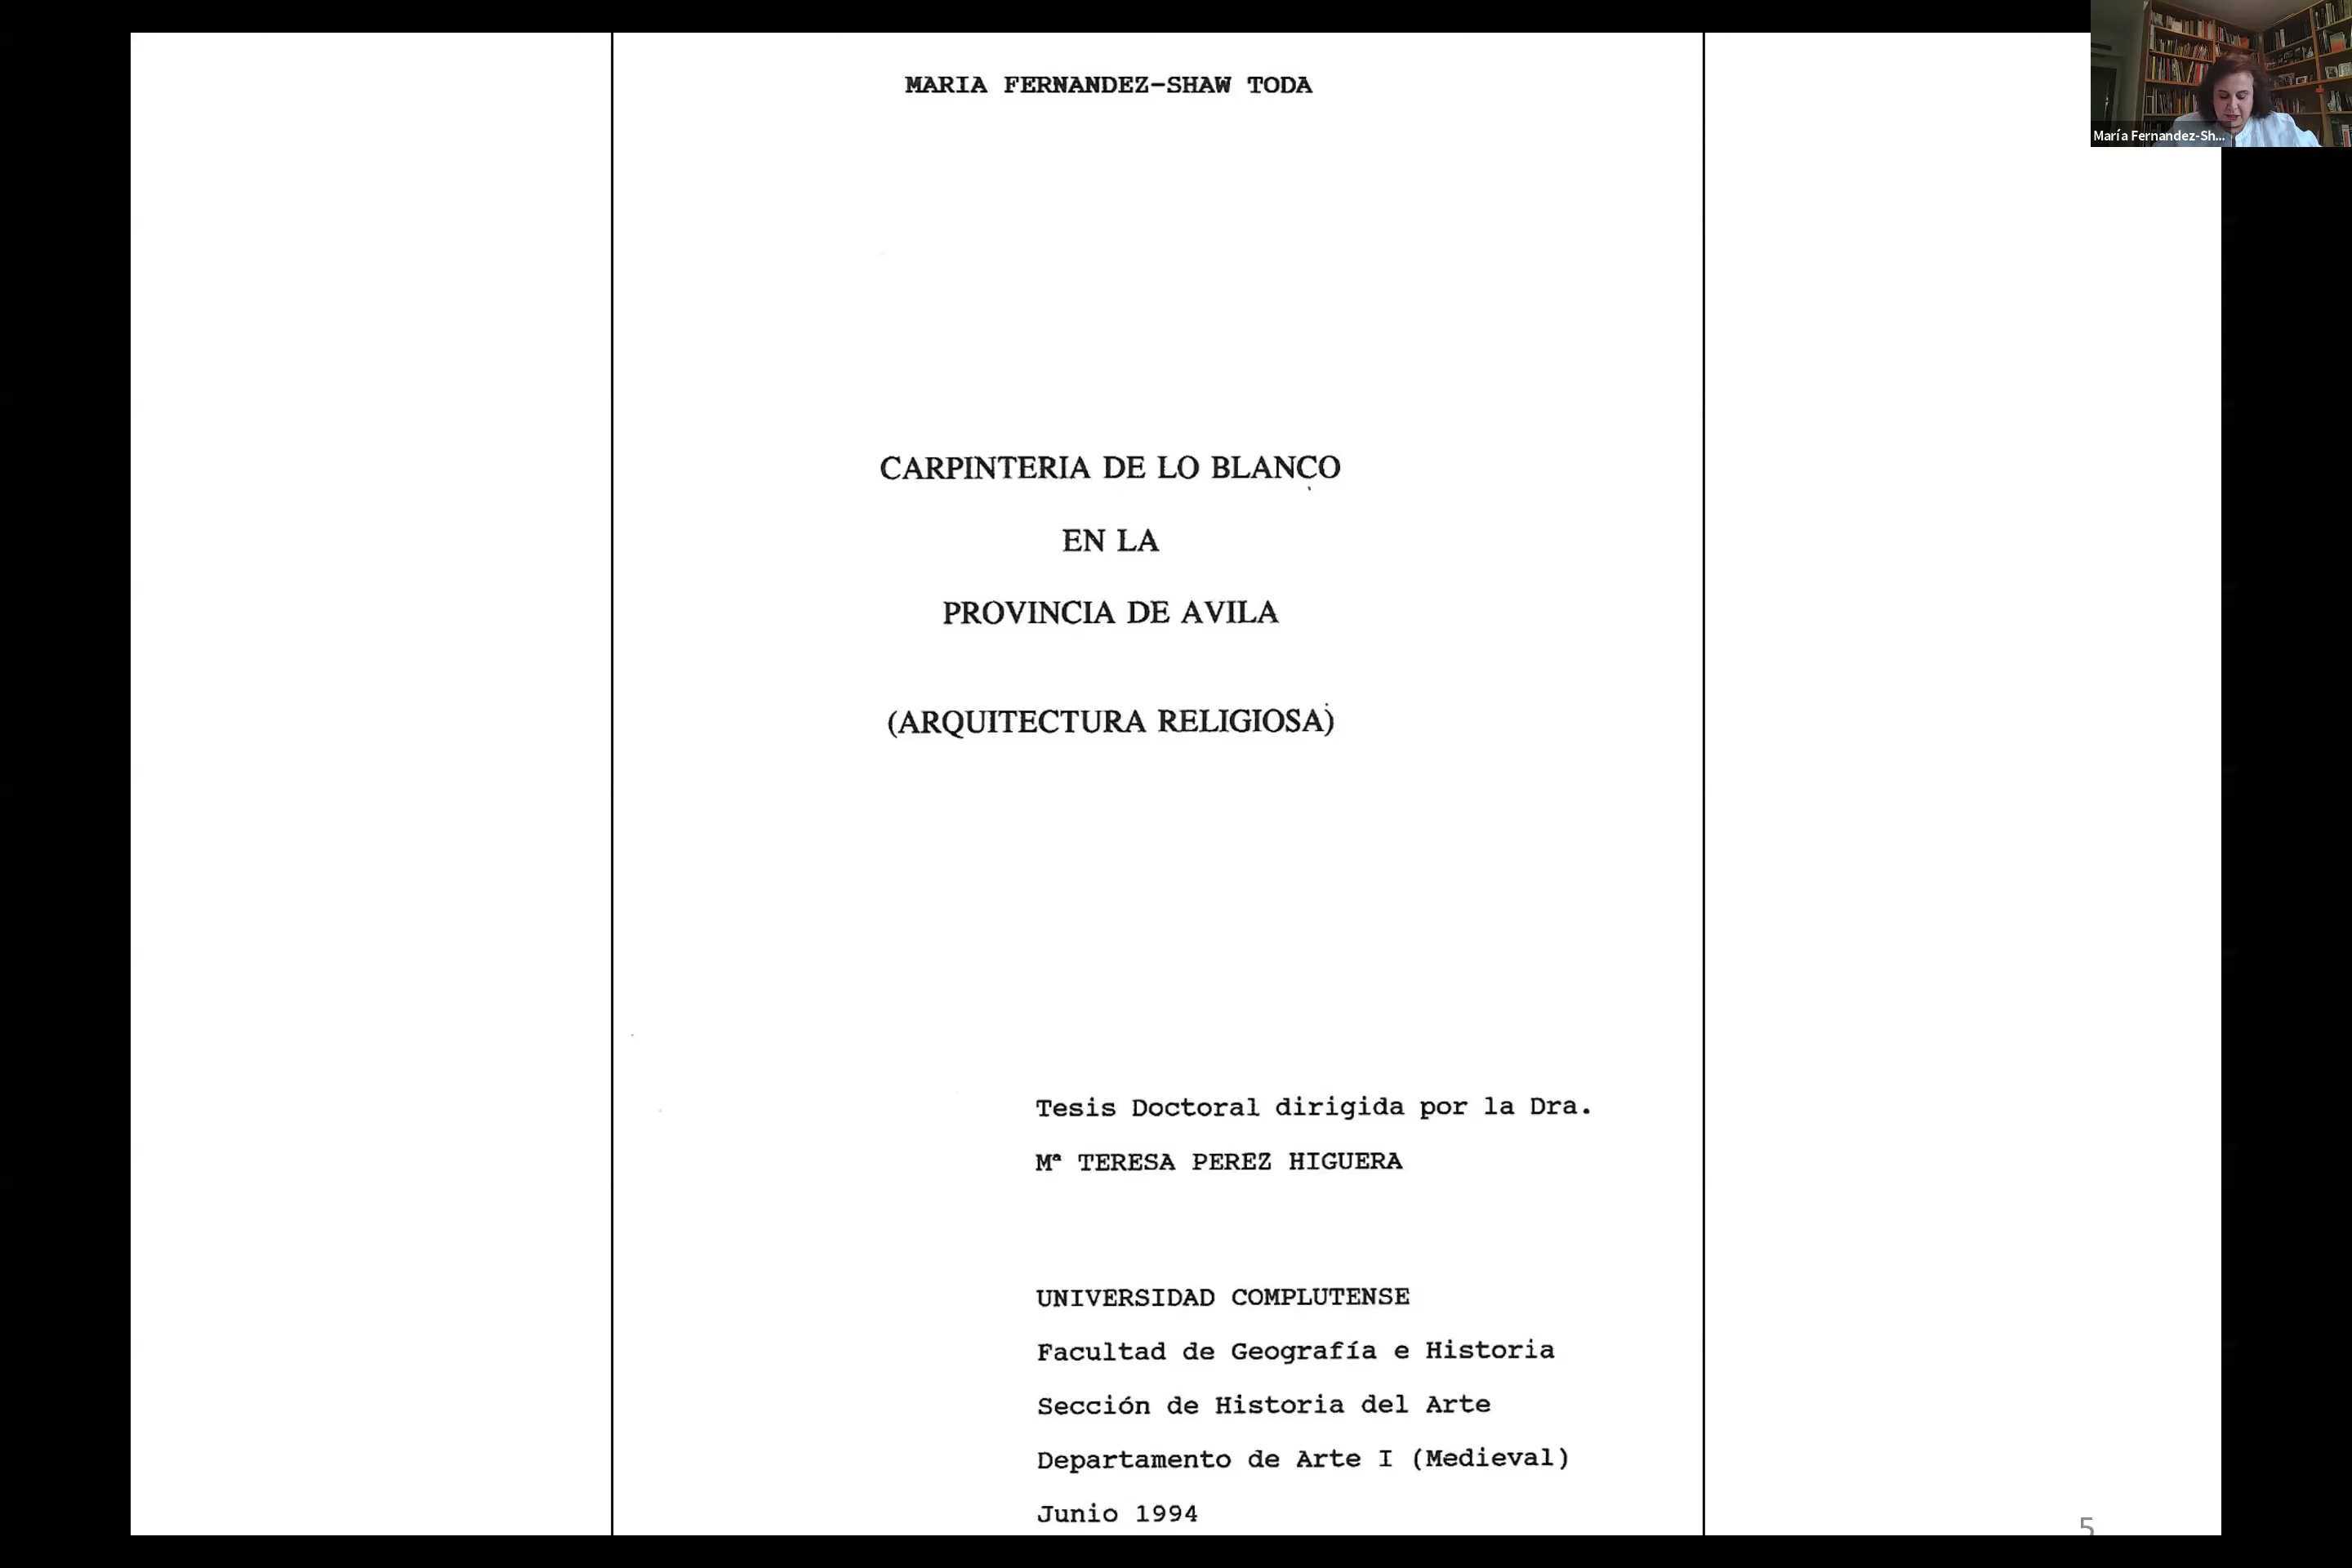 MARIA FERNANDEZ-SHAW TODA
CARPINTERIA DE LO BLANCO
EN LA
PROVINCIA DE AVILA
(ARQUITECTURA RELIGIOSA)
Tesis Doctoral dirigida por la Dra.
Mª TERESA PEREZ HIGUERA
UNIVERSIDAD COMPLUTENSE
Facultad de Geografía e Historia
Sección de Historia del Arte
Departamento de Arte I (Medieval)
Junio 1994
5
María Fernandez-Sh...